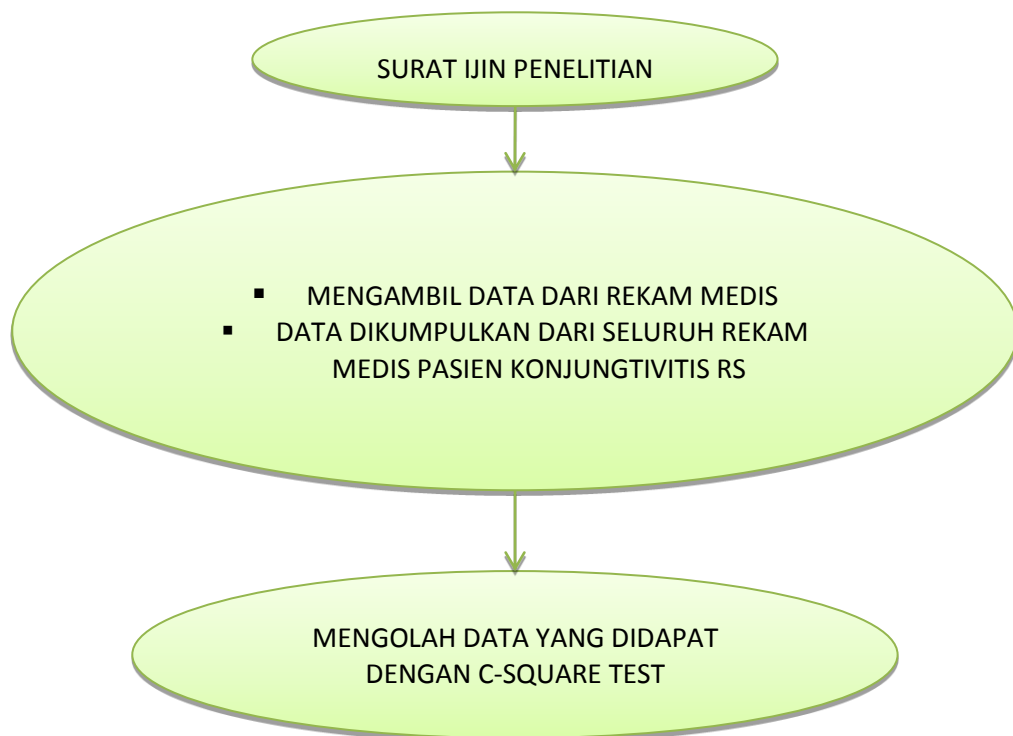 SURAT IJIN PENELITIAN
▪ MENGAMBIL DATA DARI REKAM MEDIS
▪ DATA DIKUMPULKAN DARI SELURUH REKAM
MEDIS PASIEN KONJUNGTIVITIS RS
MENGOLAH DATA YANG DIDAPAT
DENGAN C-SQUARE TEST